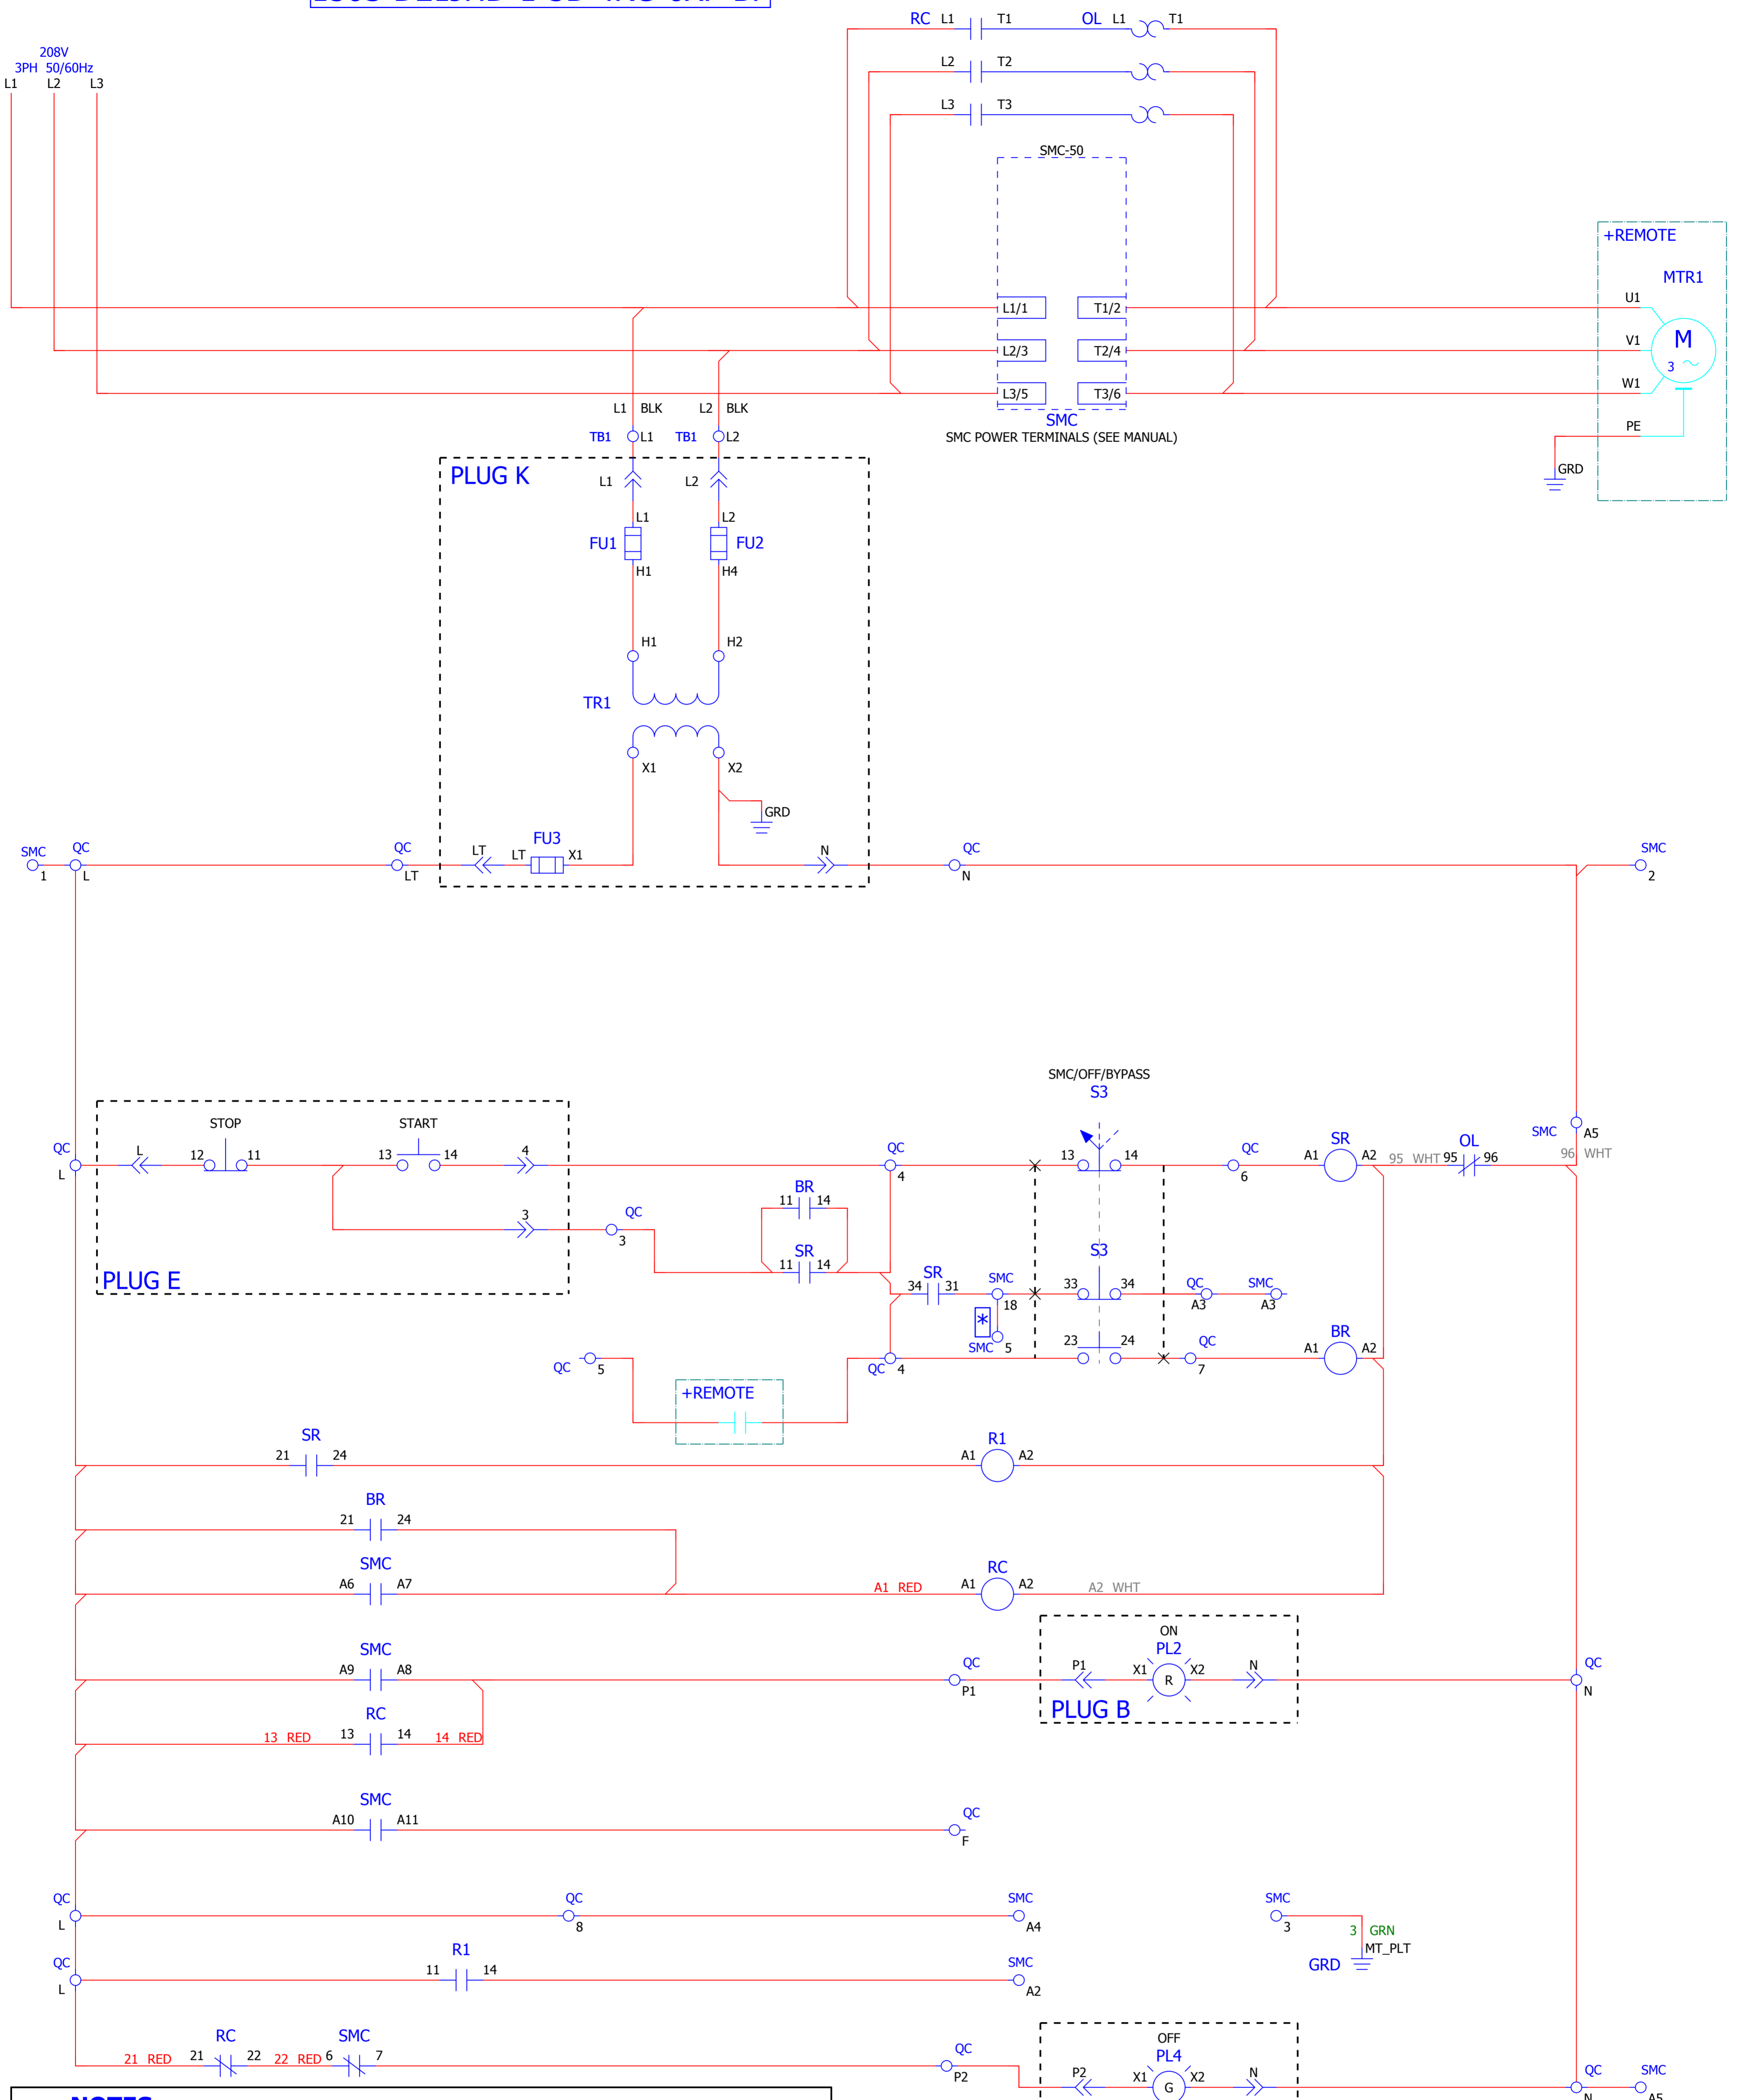 RC L1 T1 OL L1 T1
208V
3PH 50/60Hz
L1 L2 L3
L2 T2
L3 T3
SMC-50
+REMOTE
MTR1
L1/1 T1/2 U1
M
3
L2/3 T2/4 V1
L3/5 T3/6 W1
L1 BLK L2 BLK
SMC
PE
TB1 L1 TB1 L2
SMC POWER TERMINALS (SEE MANUAL)
GRD
PLUG K
L1 L2
L1 L2
FU1 FU2
H1 H4
H1 H2
TR1
X1 X2
GRD
FU3
SMC QC QC LT LT X1 N QC SMC
1 L LT N 2
SMC/OFF/BYPASS
S3
STOP START
SMC A5
QC L 12 11 13 14 4 QC 13 14 QC SR OL
L 4 6 A1 A2 95 WHT 95 96 96 WHT
BR
11 14
3 QC
3
SR S3
11 14
PLUG E
SR SMC QC SMC
34 31 18 33 34 A3 A3
*
SMC 5 23 24 QC BR
QC 5 QC 4 7 A1 A2
+REMOTE
SR R1
21 24 A1 A2
BR
21 24
SMC RC
A6 A7 A1 RED A1 A2 A2 WHT
ON
SMC PL2
A9 A8 QC P1 X1 R X2 N QC
P1 N
PLUG B
RC
13 RED 13 14 14 RED
SMC
A10 A11 QC
F
QC QC SMC SMC
L 8 A4 3
3 GRN
MT_PLT
GRD
QC R1 SMC
L 11 14 A2
OFF
RC SMC PL4
21 RED 21 22 22 RED 6 7 QC P2 X1 G X2 N QC SMC
P2 N A5